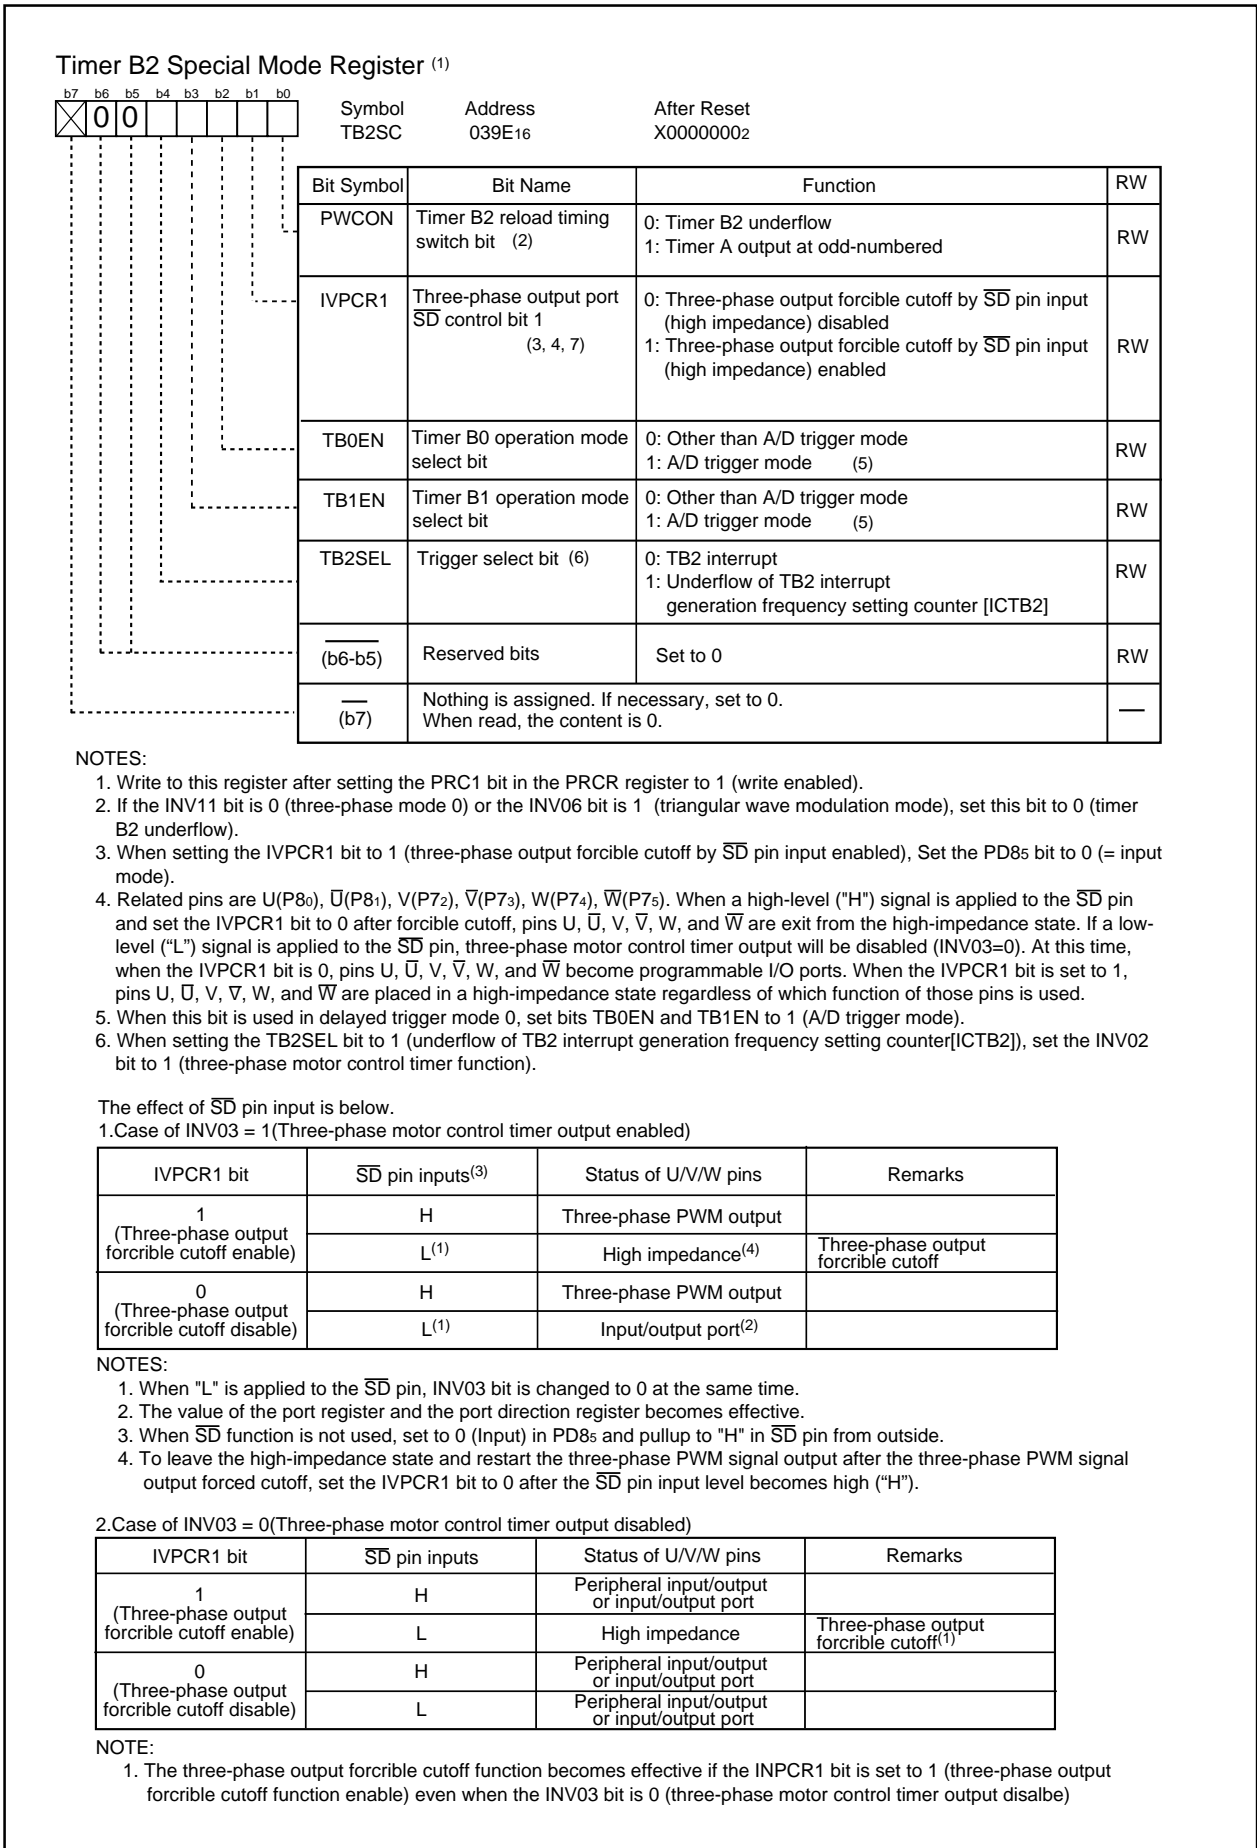 Timer B2 Special Mode Register (1)
b7 b6 b5 b4 b3 b2 b1 b0
0 0
Symbol Address After Reset
TB2SC 039E16 X00000002
Bit Symbol Bit Name Function RW
PWCON Timer B2 reload timing switch bit (2) 0: Timer B2 underflow
1: Timer A output at odd-numbered RW
IVPCR1 Three-phase output port S̅D̅ control bit 1 (3, 4, 7) 0: Three-phase output forcible cutoff by S̅D̅ pin input
(high impedance) disabled
1: Three-phase output forcible cutoff by S̅D̅ pin input
(high impedance) enabled RW
TB0EN Timer B0 operation mode select bit 0: Other than A/D trigger mode
1: A/D trigger mode (5) RW
TB1EN Timer B1 operation mode select bit 0: Other than A/D trigger mode
1: A/D trigger mode (5) RW
TB2SEL Trigger select bit (6) 0: TB2 interrupt
1: Underflow of TB2 interrupt
generation frequency setting counter [ICTB2] RW
(b6-b5) Reserved bits Set to 0 RW
(b7) Nothing is assigned. If necessary, set to 0.
When read, the content is 0. —
NOTES:
1. Write to this register after setting the PRC1 bit in the PRCR register to 1 (write enabled).
2. If the INV11 bit is 0 (three-phase mode 0) or the INV06 bit is 1 (triangular wave modulation mode), set this bit to 0 (timer
B2 underflow).
3. When setting the IVPCR1 bit to 1 (three-phase output forcible cutoff by S̅D̅ pin input enabled), Set the PD85 bit to 0 (= input
mode).
4. Related pins are U(P80), U̅(P81), V(P72), V̅(P73), W(P74), W̅(P75). When a high-level ("H") signal is applied to the S̅D̅ pin
and set the IVPCR1 bit to 0 after forcible cutoff, pins U, U̅, V, V̅, W, and W̅ are exit from the high-impedance state. If a low-
level (“L”) signal is applied to the S̅D̅ pin, three-phase motor control timer output will be disabled (INV03=0). At this time,
when the IVPCR1 bit is 0, pins U, U̅, V, V̅, W, and W̅ become programmable I/O ports. When the IVPCR1 bit is set to 1,
pins U, U̅, V, V̅, W, and W̅ are placed in a high-impedance state regardless of which function of those pins is used.
5. When this bit is used in delayed trigger mode 0, set bits TB0EN and TB1EN to 1 (A/D trigger mode).
6. When setting the TB2SEL bit to 1 (underflow of TB2 interrupt generation frequency setting counter[ICTB2]), set the INV02
bit to 1 (three-phase motor control timer function).
The effect of S̅D̅ pin input is below.
1.Case of INV03 = 1(Three-phase motor control timer output enabled)
IVPCR1 bit S̅D̅ pin inputs(3) Status of U/V/W pins Remarks
1
(Three-phase output
forcrible cutoff enable) H Three-phase PWM output
L(1) High impedance(4) Three-phase output
forcrible cutoff
0
(Three-phase output
forcrible cutoff disable) H Three-phase PWM output
L(1) Input/output port(2)
NOTES:
1. When "L" is applied to the S̅D̅ pin, INV03 bit is changed to 0 at the same time.
2. The value of the port register and the port direction register becomes effective.
3. When S̅D̅ function is not used, set to 0 (Input) in PD85 and pullup to "H" in S̅D̅ pin from outside.
4. To leave the high-impedance state and restart the three-phase PWM signal output after the three-phase PWM signal
output forced cutoff, set the IVPCR1 bit to 0 after the S̅D̅ pin input level becomes high (“H”).
2.Case of INV03 = 0(Three-phase motor control timer output disabled)
IVPCR1 bit S̅D̅ pin inputs Status of U/V/W pins Remarks
1
(Three-phase output
forcrible cutoff enable) H Peripheral input/output
or input/output port
L High impedance Three-phase output
forcrible cutoff(1)
0
(Three-phase output
forcrible cutoff disable) H Peripheral input/output
or input/output port
L Peripheral input/output
or input/output port
NOTE:
1. The three-phase output forcrible cutoff function becomes effective if the INPCR1 bit is set to 1 (three-phase output
forcrible cutoff function enable) even when the INV03 bit is 0 (three-phase motor control timer output disalbe)